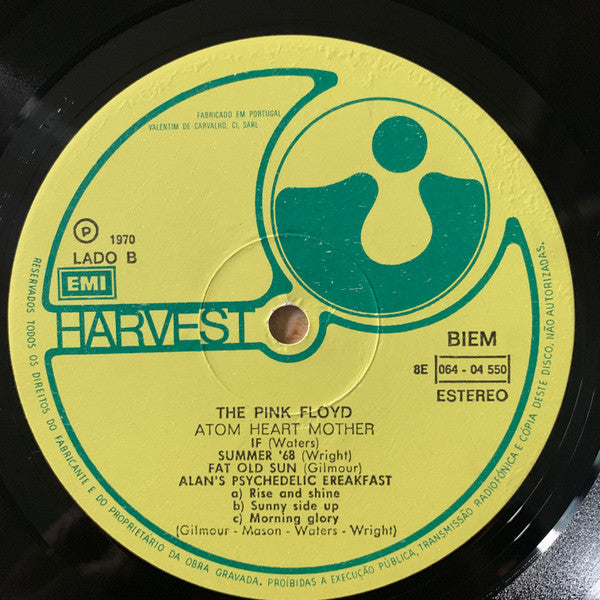 FABRICADO EM PORTUGAL
VALENTIM DE CARVALHO, CI, SARL
Ⓟ 1970
LADO B
EMI
HARVEST
BIEM
8E 064 - 04 550
ESTEREO
THE PINK FLOYD
ATOM HEART MOTHER
IF (Waters)
SUMMER '68 (Wright)
FAT OLD SUN (Gilmour)
ALAN'S PSYCHEDELIC EREAKFAST
a) Rise and shine
b) Sunny side up
c) Morning glory
(Gilmour - Mason - Waters - Wright)
RESERVADOS TODOS OS DIREITOS DO FABRICANTE E DO PROPRIETÁRIO DA OBRA GRAVADA. PROÍBIDAS A EXECUÇÃO PÚBLICA, TRANSMISSÃO RADIOFÓNICA E CÓPIA DESTE DISCO, NÃO AUTORIZADAS.